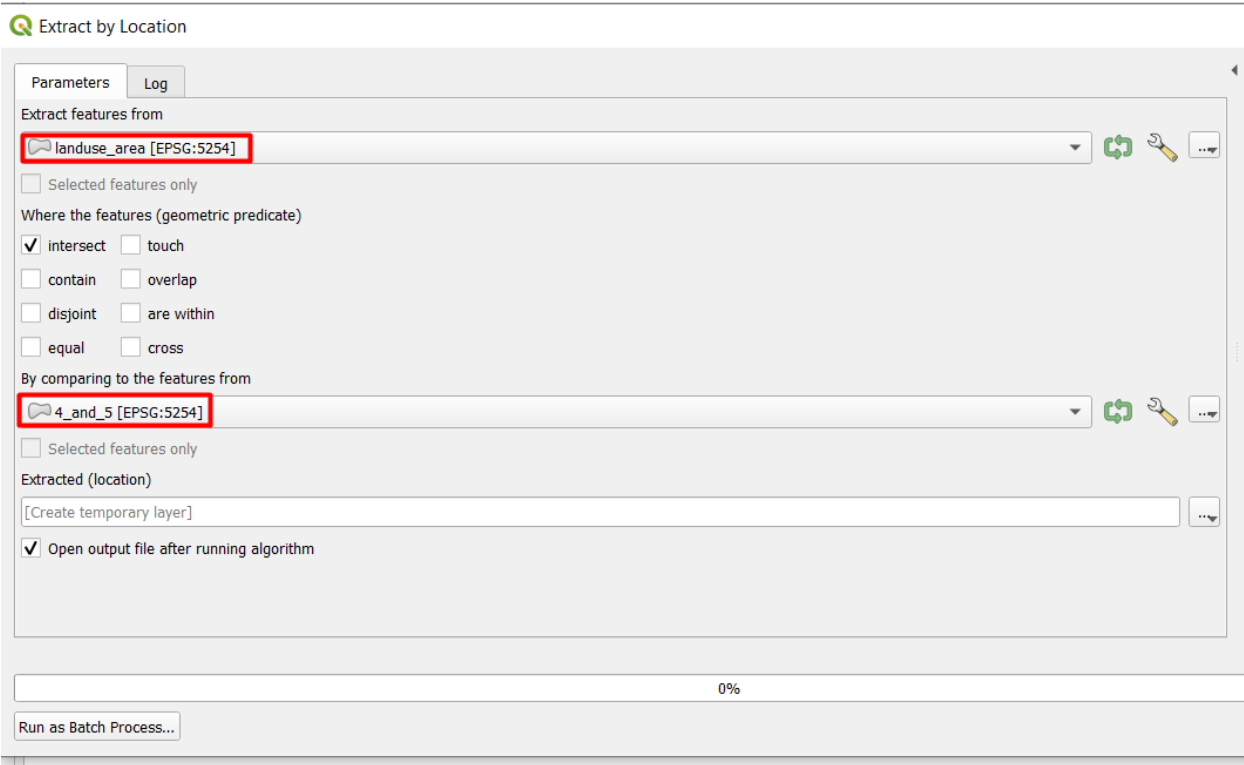 Extract by Location
Parameters Log
Extract features from
landuse_area [EPSG:5254]
...
Selected features only
Where the features (geometric predicate)
intersect touch
contain overlap
disjoint are within
equal cross
By comparing to the features from
4_and_5 [EPSG:5254]
...
Selected features only
Extracted (location)
[Create temporary layer]
...
Open output file after running algorithm
0%
Run as Batch Process...